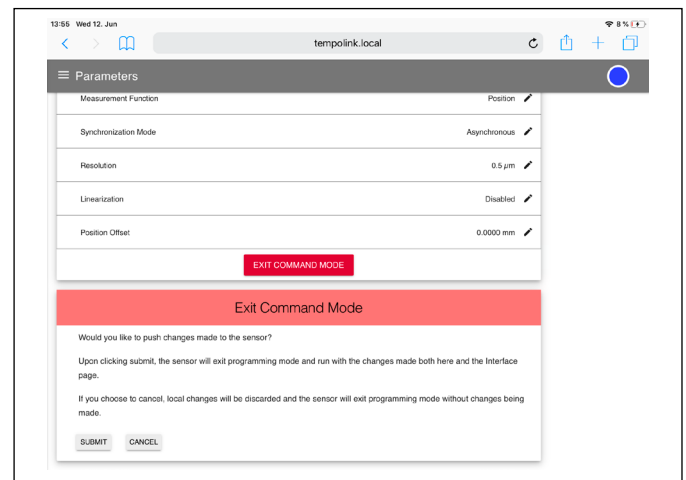 13:55 Wed 12. Jun 8 %
tempolink.local
Parameters
Measurement Function Position
Synchronization Mode Asynchronous
Resolution 0.5 µm
Linearization Disabled
Position Offset 0.0000 mm
EXIT COMMAND MODE
Exit Command Mode
Would you like to push changes made to the sensor?
Upon clicking submit, the sensor will exit programming mode and run with the changes made both here and the Interface
page.
If you choose to cancel, local changes will be discarded and the sensor will exit programming mode without changes being
made.
SUBMIT CANCEL